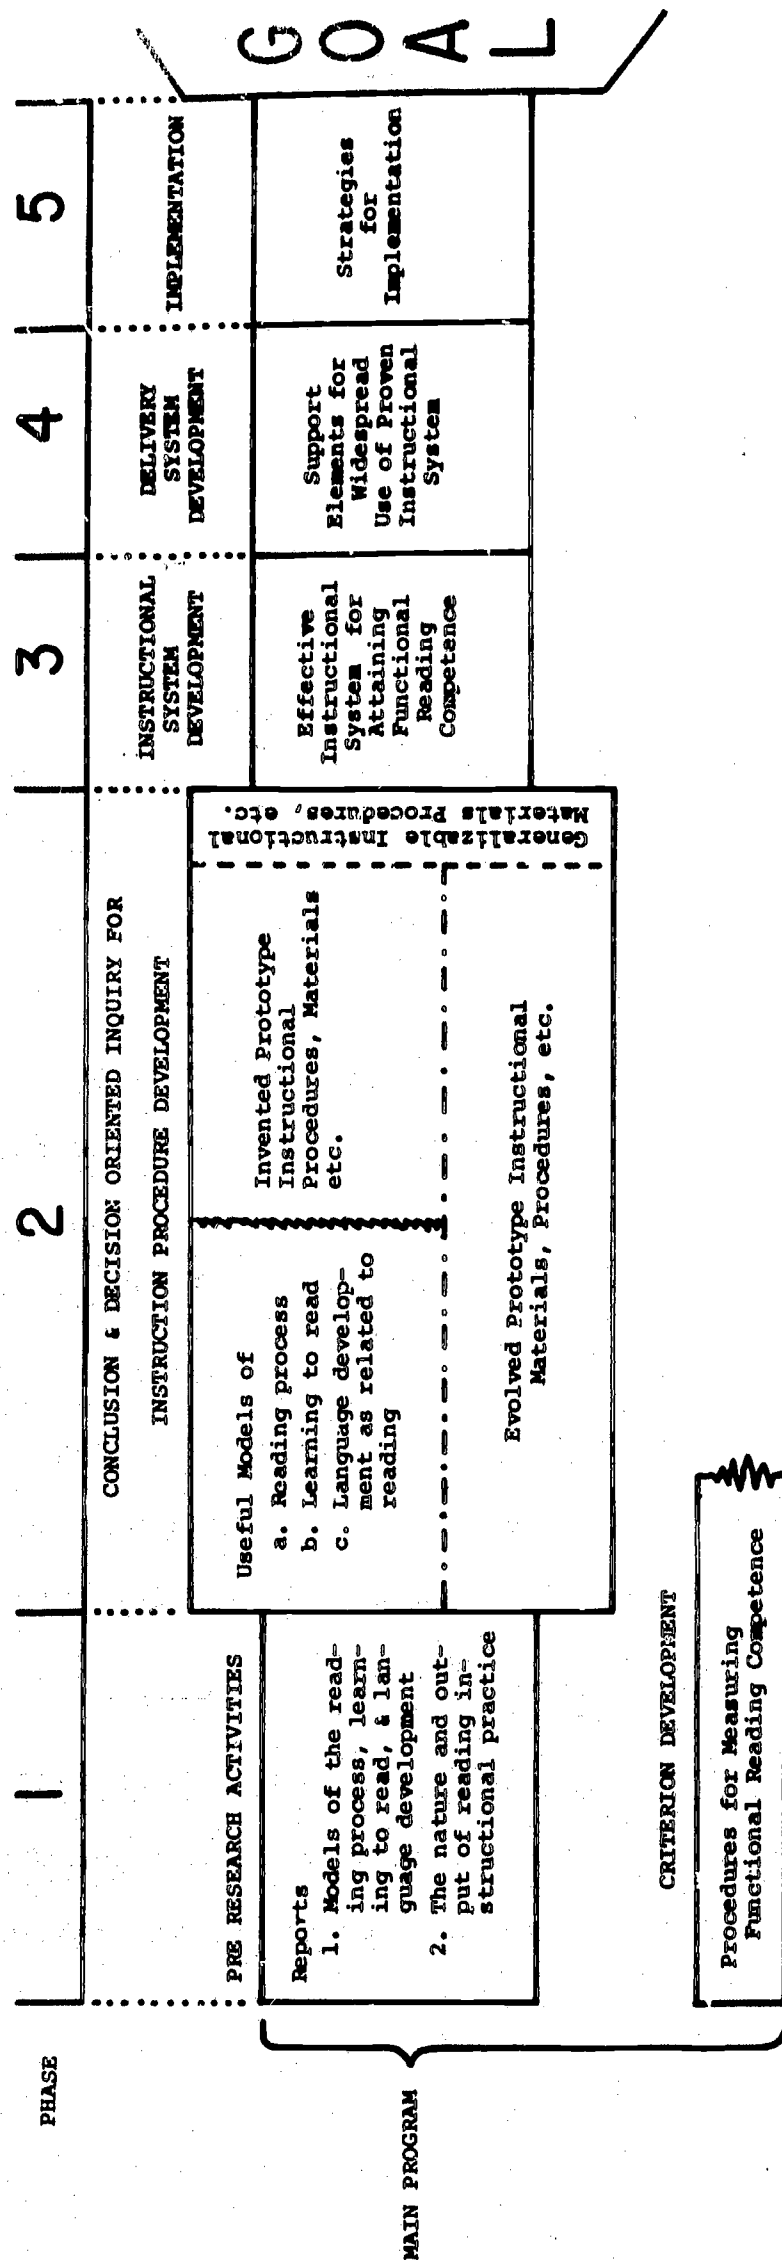 PHASE
1
2
3
4
5
PRE RESEARCH ACTIVITIES
CONCLUSION & DECISION ORIENTED INQUIRY FOR
INSTRUCTION PROCEDURE DEVELOPMENT
INSTRUCTIONAL
SYSTEM
DEVELOPMENT
DELIVERY
SYSTEM
DEVELOPMENT
IMPLEMENTATION
MAIN PROGRAM
Reports
1. Models of the read-
ing process, learn-
ing to read, & lan-
guage development
2. The nature and out-
put of reading in-
structional practice
Useful Models of
a. Reading process
b. Learning to read
c. Language develop-
ment as related to
reading
Invented Prototype
Instructional
Procedures, Materials
etc.
Evolved Prototype Instructional
Materials, Procedures, etc.
Generalizable Instructional
Materials Procedures, etc.
Effective
Instructional
System for
Attaining
Functional
Reading
Competence
Support
Elements for
Widespread
Use of Proven
Instructional
System
Strategies
for
Implementation
GOAL
CRITERION DEVELOPMENT
Procedures for Measuring
Functional Reading Competence